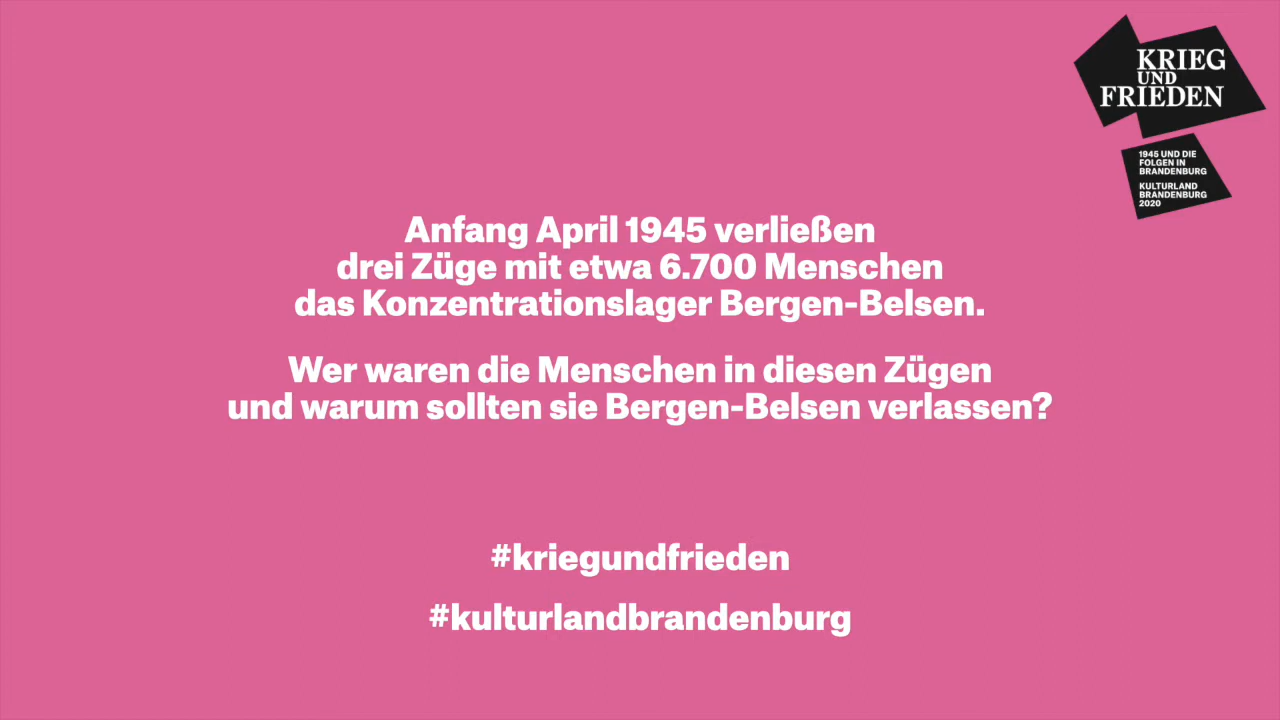 KRIEG
UND
FRIEDEN
1945 UND DIE
FOLGEN IN
BRANDENBURG
KULTURLAND
BRANDENBURG
2020
Anfang April 1945 verließen
drei Züge mit etwa 6.700 Menschen
das Konzentrationslager Bergen-Belsen.
Wer waren die Menschen in diesen Zügen
und warum sollten sie Bergen-Belsen verlassen?
#kriegundfrieden
#kulturlandbrandenburg